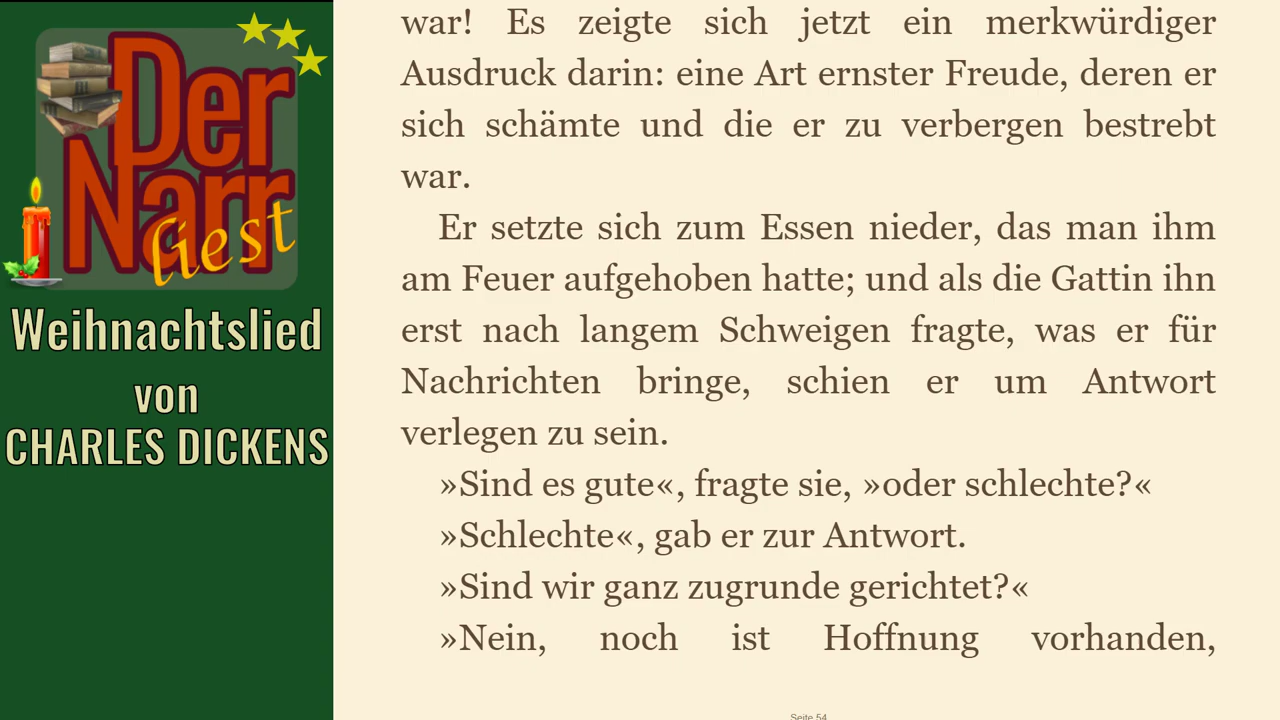 Der
Narr
liest
Weihnachtslied
von
CHARLES DICKENS
war! Es zeigte sich jetzt ein merkwürdiger
Ausdruck darin: eine Art ernster Freude, deren er
sich schämte und die er zu verbergen bestrebt
war.
Er setzte sich zum Essen nieder, das man ihm
am Feuer aufgehoben hatte; und als die Gattin ihn
erst nach langem Schweigen fragte, was er für
Nachrichten bringe, schien er um Antwort
verlegen zu sein.
»Sind es gute«, fragte sie, »oder schlechte?«
»Schlechte«, gab er zur Antwort.
»Sind wir ganz zugrunde gerichtet?«
»Nein, noch ist Hoffnung vorhanden,
Seite 54